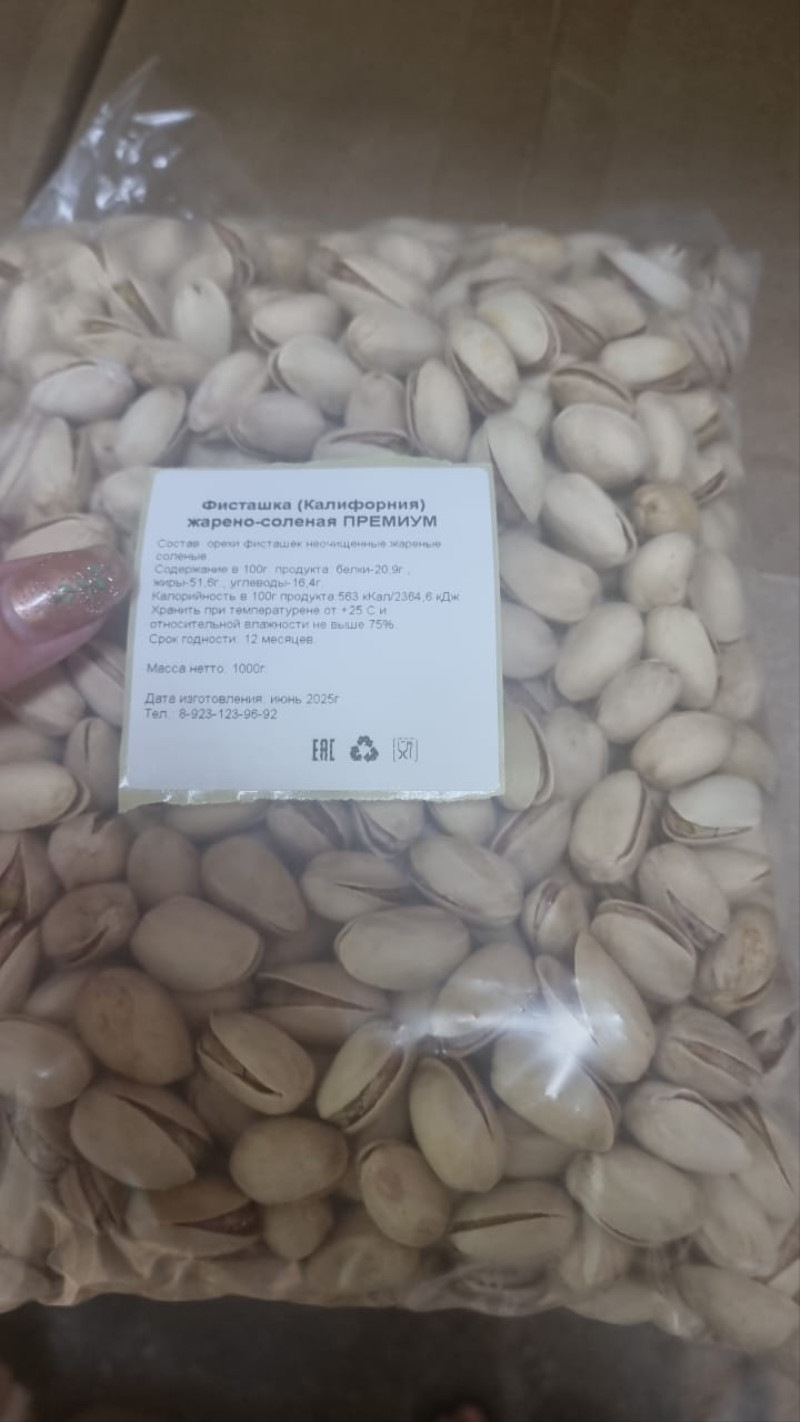 Фисташка (Калифорния)
жарено-соленая ПРЕМИУМ
Состав: орехи фисташек неочищенные жареные
соленые
Содержание в 100г. продукта: белки-20,9г.,
жиры-51,6г., углеводы-16,4г.
Калорийность в 100г продукта 563 кКал/2364,6 кДж
Хранить при температурене от +25 С и
относительной влажности не выше 75%.
Срок годности: 12 месяцев.
Масса нетто: 1000г.
Дата изготовления: июнь 2025г
Тел.: 8-923-123-96-92
EAC